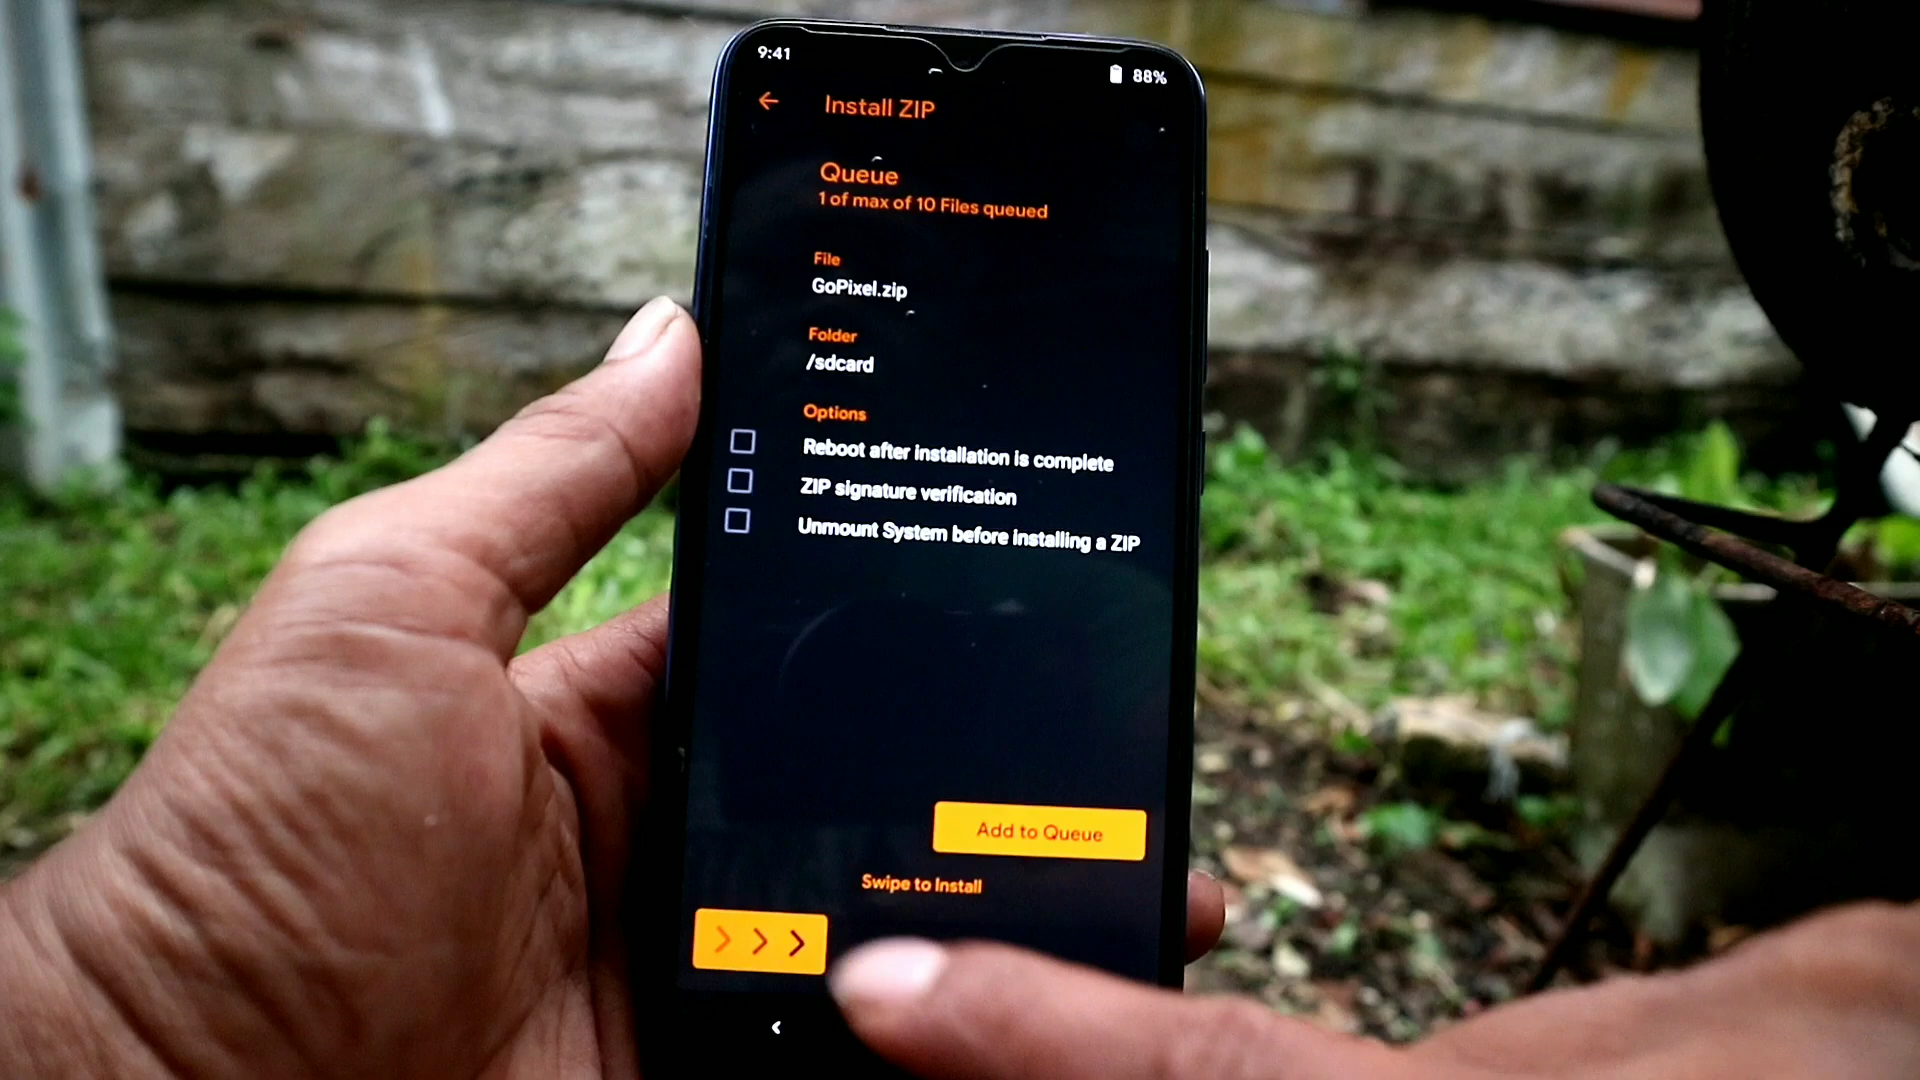 9:41
88%
Install ZIP
Queue
1 of max of 10 Files queued
File
GoPixel.zip
Folder
/sdcard
Options
Reboot after installation is complete
ZIP signature verification
Unmount System before installing a ZIP
Add to Queue
Swipe to Install